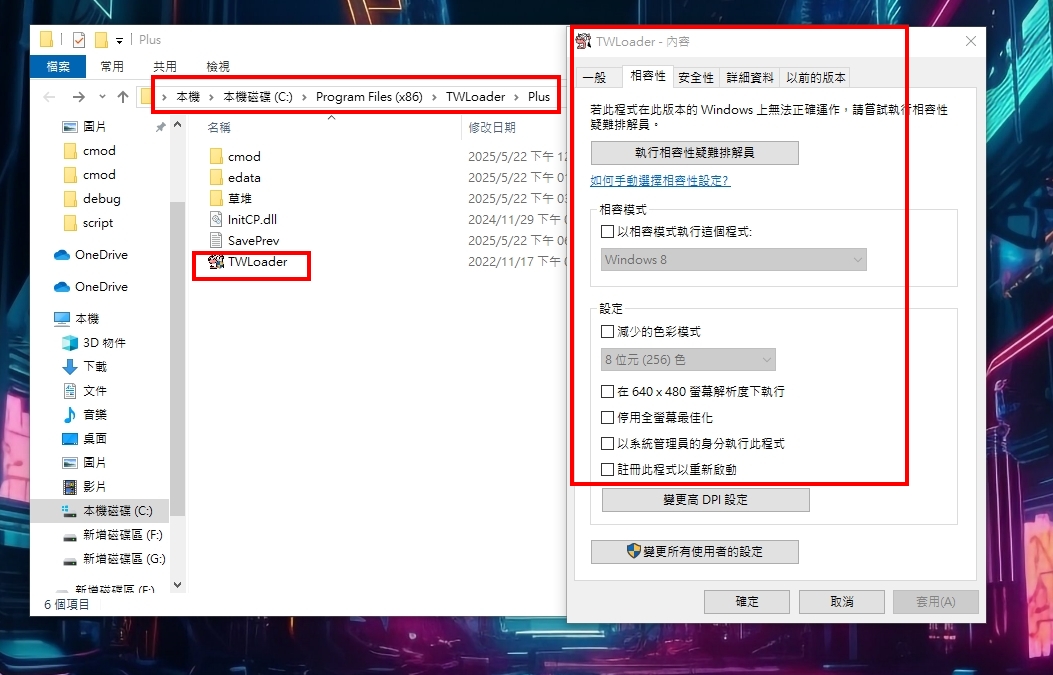 Plus
檔案
常用
共用
檢視
本機
本機磁碟 (C:)
Program Files (x86)
TWLoader
Plus
圖片
cmod
cmod
debug
script
OneDrive
OneDrive
本機
3D 物件
下載
文件
音樂
桌面
圖片
影片
本機磁碟 (C:)
新增磁碟區 (F:)
新增磁碟區 (G:)
6 個項目
名稱
修改日期
cmod
2025/5/22 下午 12
edata
2025/5/22 下午 0
草堆
2025/5/22 下午 0
InitCP.dll
2024/11/29 下午
SavePrev
2025/5/22 下午 06
TWLoader
2022/11/17 下午
TWLoader - 內容
一般
相容性
安全性
詳細資料
以前的版本
若此程式在此版本的 Windows 上無法正確運作，請嘗試執行相容性
疑難排解員。
執行相容性疑難排解員
如何手動選擇相容性設定?
相容模式
以相容模式執行這個程式:
Windows 8
設定
減少的色彩模式
8 位元 (256) 色
在 640 x 480 螢幕解析度下執行
停用全螢幕最佳化
以系統管理員的身分執行此程式
註冊此程式以重新啟動
變更高 DPI 設定
變更所有使用者的設定
確定
取消
套用(A)